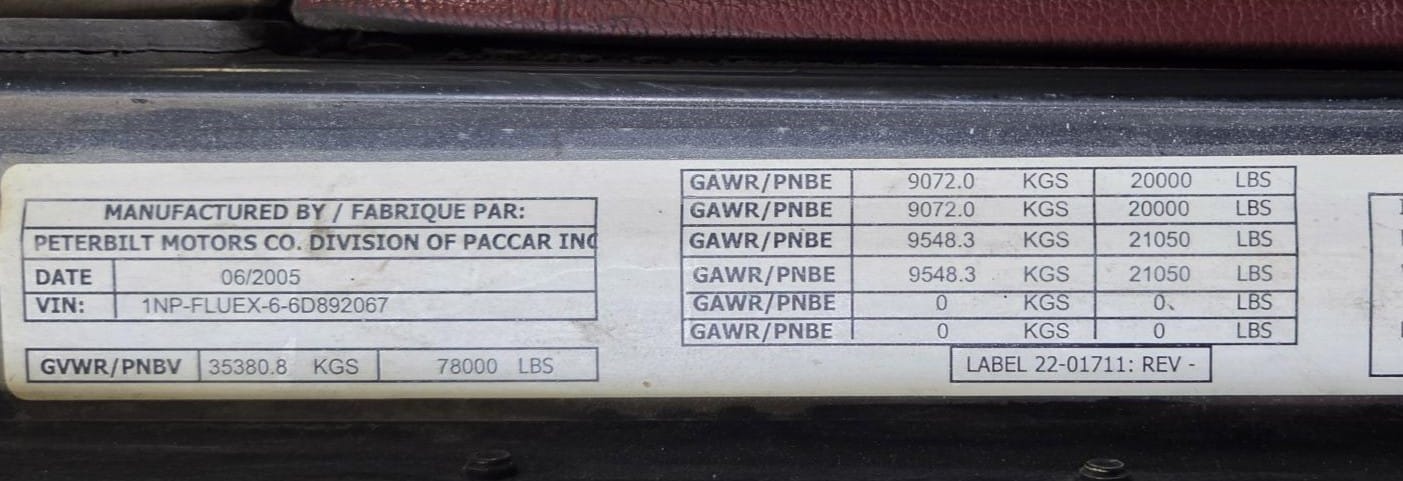 MANUFACTURED BY / FABRIQUE PAR:
PETERBILT MOTORS CO. DIVISION OF PACCAR INC
DATE 06/2005
VIN: 1NP-FLUEX-6-6D892067
GVWR/PNBV 35380.8 KGS 78000 LBS
GAWR/PNBE 9072.0 KGS 20000 LBS
GAWR/PNBE 9072.0 KGS 20000 LBS
GAWR/PNBE 9548.3 KGS 21050 LBS
GAWR/PNBE 9548.3 KGS 21050 LBS
GAWR/PNBE 0 KGS 0 LBS
GAWR/PNBE 0 KGS 0 LBS
LABEL 22-01711: REV -